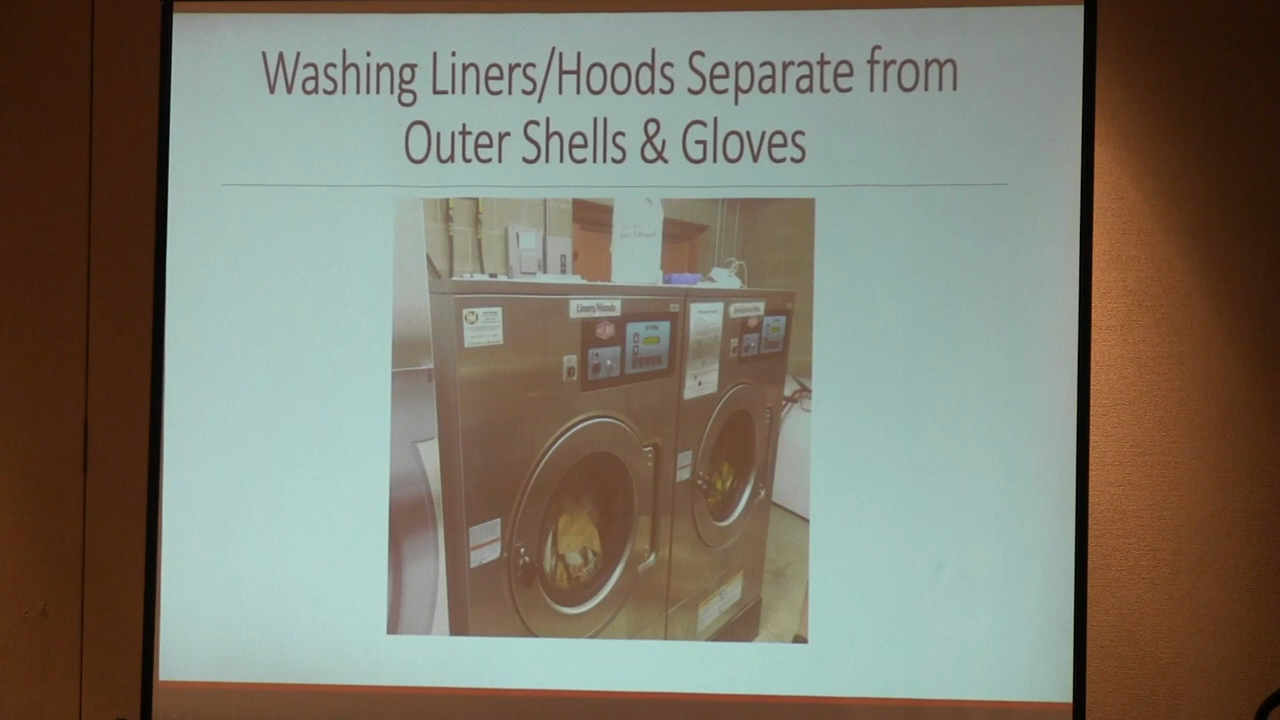 Washing Liners/Hoods Separate from
Outer Shells & Gloves
Liners/Hoods